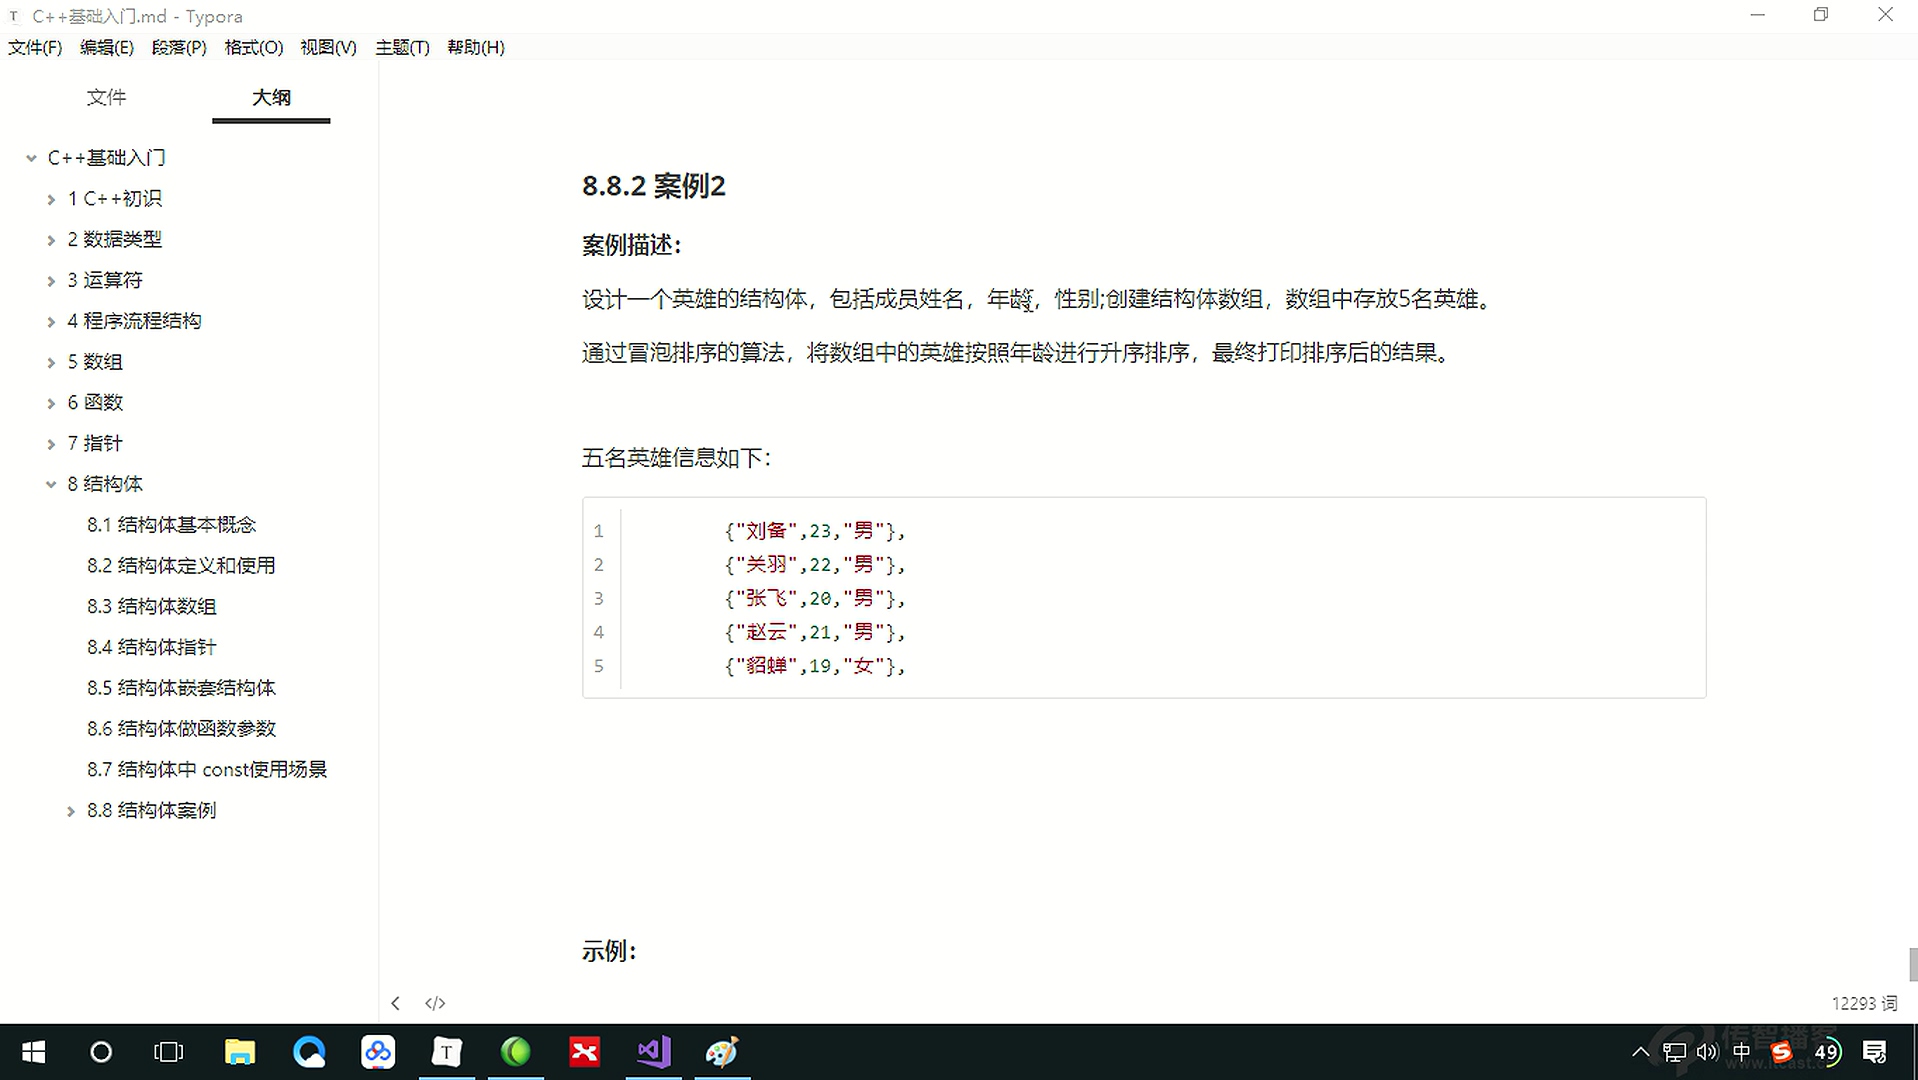 C++基础入门.md - Typora
文件(F) 编辑(E) 段落(P) 格式(O) 视图(V) 主题(T) 帮助(H)
文件 大纲
C++基础入门
1 C++初识
2 数据类型
3 运算符
4 程序流程结构
5 数组
6 函数
7 指针
8 结构体
8.1 结构体基本概念
8.2 结构体定义和使用
8.3 结构体数组
8.4 结构体指针
8.5 结构体嵌套结构体
8.6 结构体做函数参数
8.7 结构体中 const使用场景
8.8 结构体案例
8.8.2 案例2
案例描述：
设计一个英雄的结构体，包括成员姓名，年龄，性别;创建结构体数组，数组中存放5名英雄。
通过冒泡排序的算法，将数组中的英雄按照年龄进行升序排序，最终打印排序后的结果。
五名英雄信息如下：
1 {"刘备",23,"男"},
2 {"关羽",22,"男"},
3 {"张飞",20,"男"},
4 {"赵云",21,"男"},
5 {"貂蝉",19,"女"},
示例：
12293 词
中 49
传智播客